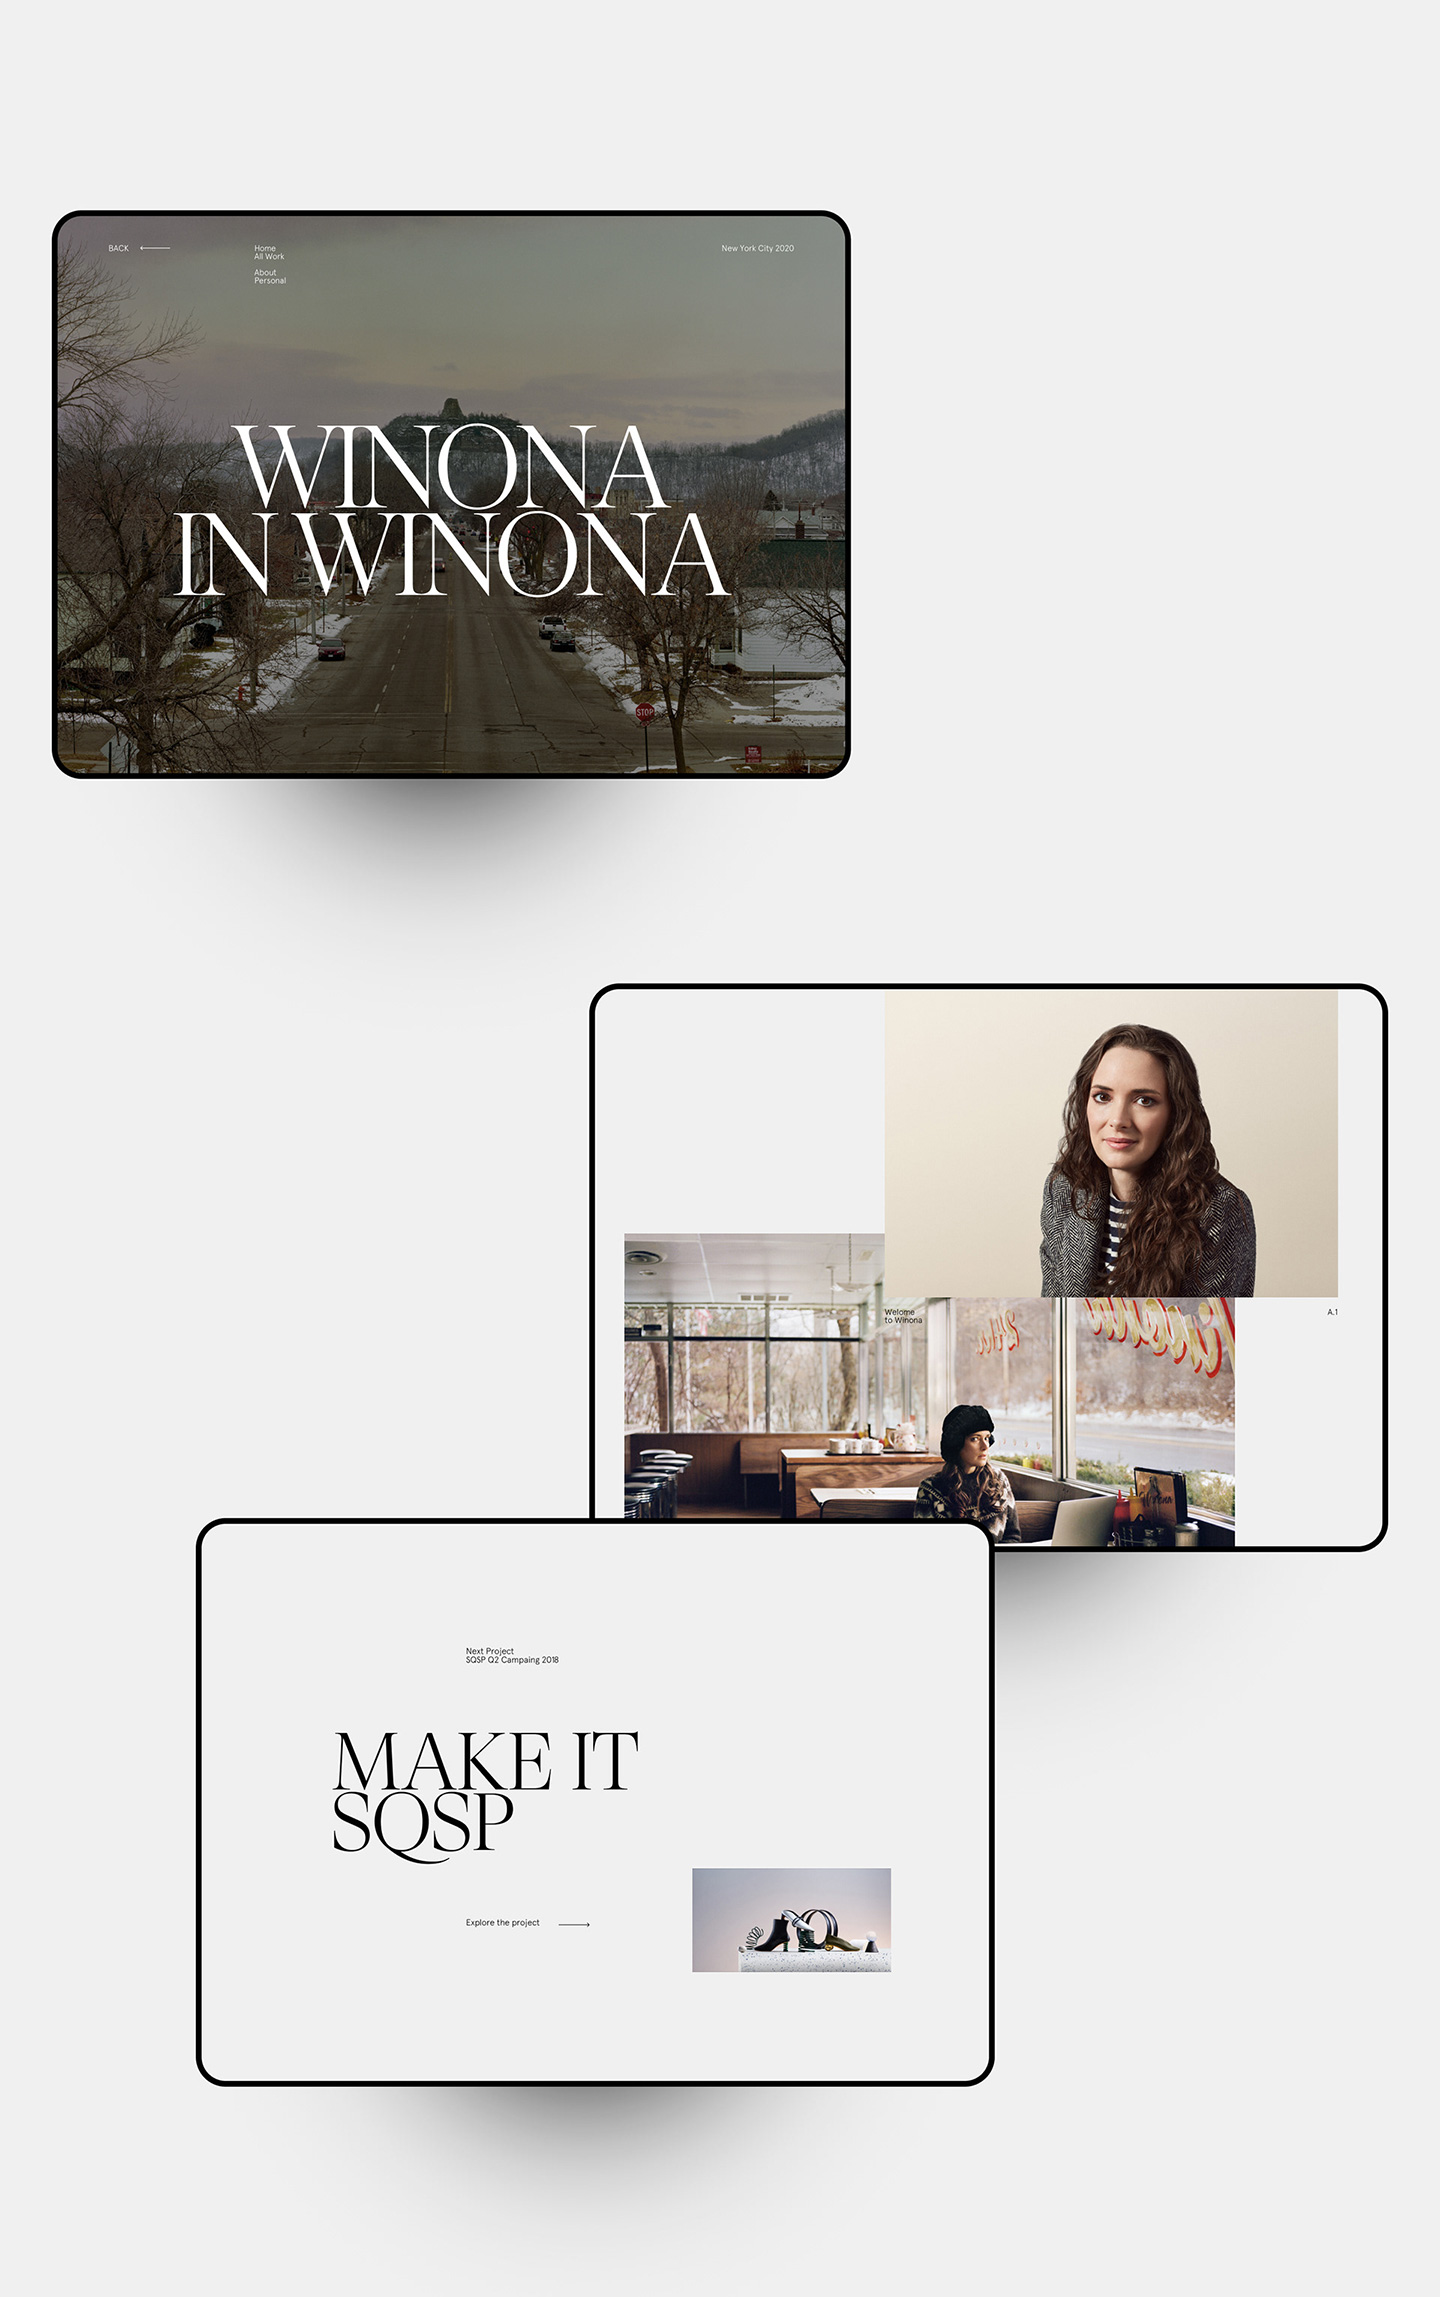 BACK
Home
All Work
About
Personal
New York City 2020
WINONA
IN WINONA
STOP
Welome
to Winona
A.1
Next Project
SQSP Q2 Campaing 2018
MAKE IT
SQSP
Explore the project